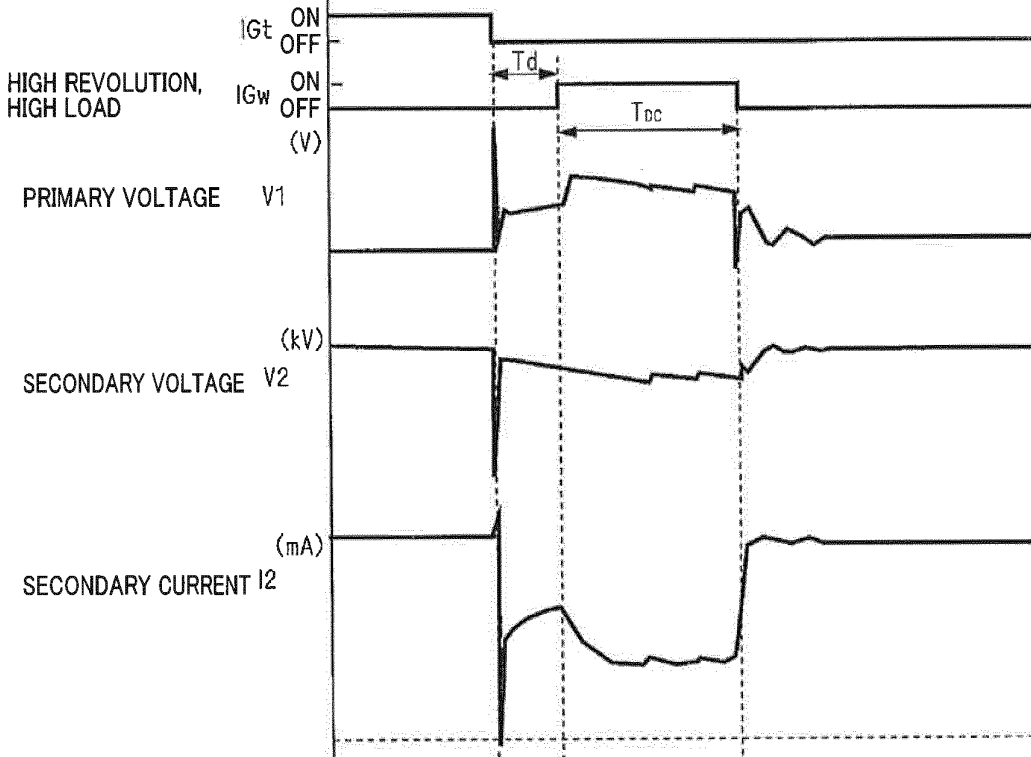 IGt ON
OFF
Td
HIGH REVOLUTION,
HIGH LOAD
IGw ON
OFF
TDC
(V)
PRIMARY VOLTAGE V1
(kV)
SECONDARY VOLTAGE V2
(mA)
SECONDARY CURRENT I2